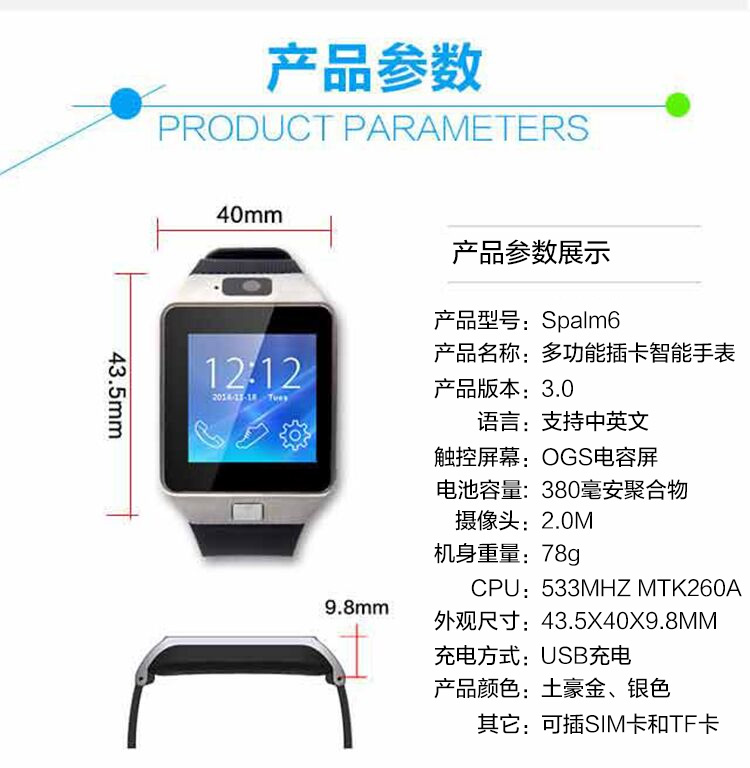 产品参数
PRODUCT PARAMETERS
40mm
43.5mm
12:12
2014-11-14 Tues
9.8mm
产品参数展示
产品型号: Spalm6
产品名称: 多功能插卡智能手表
产品版本: 3.0
语言: 支持中英文
触控屏幕: OGS电容屏
电池容量: 380毫安聚合物
摄像头: 2.0M
机身重量: 78g
CPU: 533MHZ MTK260A
外观尺寸: 43.5X40X9.8MM
充电方式: USB充电
产品颜色: 土豪金、银色
其它: 可插SIM卡和TF卡